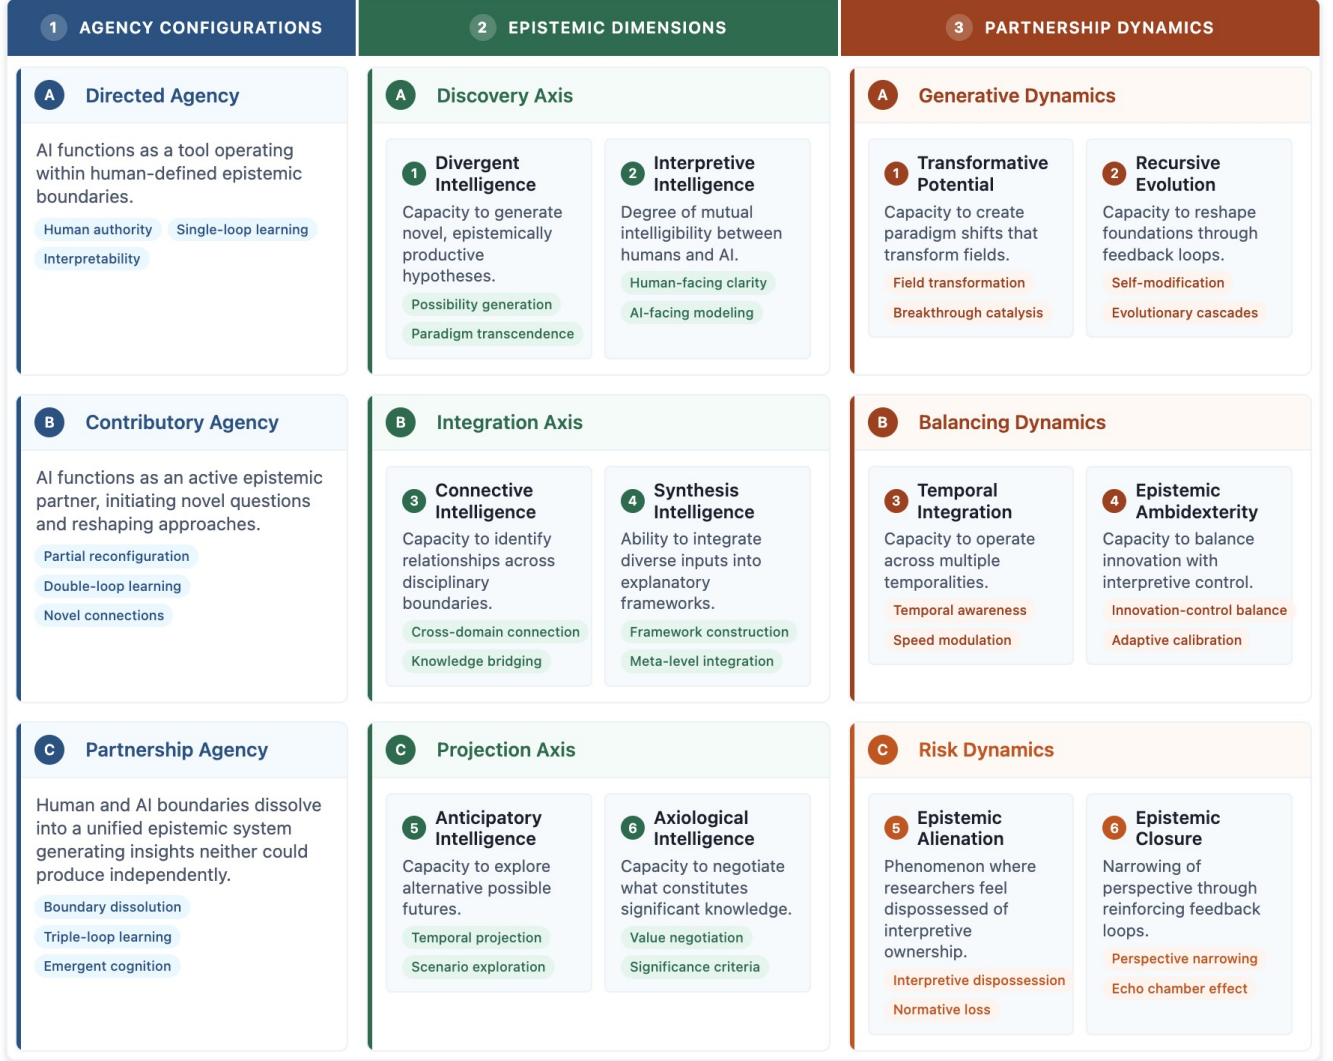 1 AGENCY CONFIGURATIONS
2 EPISTEMIC DIMENSIONS
3 PARTNERSHIP DYNAMICS
A Directed Agency
AI functions as a tool operating
within human-defined epistemic
boundaries.
Human authority
Single-loop learning
Interpretability
B Contributory Agency
AI functions as an active epistemic
partner, initiating novel questions
and reshaping approaches.
Partial reconfiguration
Double-loop learning
Novel connections
C Partnership Agency
Human and AI boundaries dissolve
into a unified epistemic system
generating insights neither could
produce independently.
Boundary dissolution
Triple-loop learning
Emergent cognition
A Discovery Axis
1 Divergent
Intelligence
Capacity to generate
novel, epistemically
productive
hypotheses.
Possibility generation
Paradigm transcendence
2 Interpretive
Intelligence
Degree of mutual
intelligibility between
humans and AI.
Human-facing clarity
AI-facing modeling
B Integration Axis
3 Connective
Intelligence
Capacity to identify
relationships across
disciplinary
boundaries.
Cross-domain connection
Knowledge bridging
4 Synthesis
Intelligence
Ability to integrate
diverse inputs into
explanatory
frameworks.
Framework construction
Meta-level integration
C Projection Axis
5 Anticipatory
Intelligence
Capacity to explore
alternative possible
futures.
Temporal projection
Scenario exploration
6 Axiological
Intelligence
Capacity to negotiate
what constitutes
significant knowledge.
Value negotiation
Significance criteria
A Generative Dynamics
1 Transformative
Potential
Capacity to create
paradigm shifts that
transform fields.
Field transformation
Breakthrough catalysis
2 Recursive
Evolution
Capacity to reshape
foundations through
feedback loops.
Self-modification
Evolutionary cascades
B Balancing Dynamics
3 Temporal
Integration
Capacity to operate
across multiple
temporalities.
Temporal awareness
Speed modulation
4 Epistemic
Ambidexterity
Capacity to balance
innovation with
interpretive control.
Innovation-control balance
Adaptive calibration
C Risk Dynamics
5 Epistemic
Alienation
Phenomenon where
researchers feel
dispossessed of
interpretive
ownership.
Interpretive dispossession
Normative loss
6 Epistemic
Closure
Narrowing of
perspective through
reinforcing feedback
loops.
Perspective narrowing
Echo chamber effect